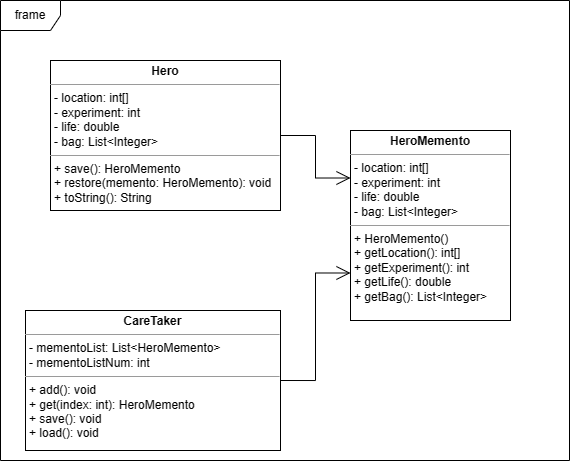 frame
Hero
- location: int[]
- experiment: int
- life: double
- bag: List<Integer>
+ save(): HeroMemento
+ restore(memento: HeroMemento): void
+ toString(): String
HeroMemento
- location: int[]
- experiment: int
- life: double
- bag: List<Integer>
+ HeroMemento()
+ getLocation(): int[]
+ getExperiment(): int
+ getLife(): double
+ getBag(): List<Integer>
CareTaker
- mementoList: List<HeroMemento>
- mementoListNum: int
+ add(): void
+ get(index: int): HeroMemento
+ save(): void
+ load(): void